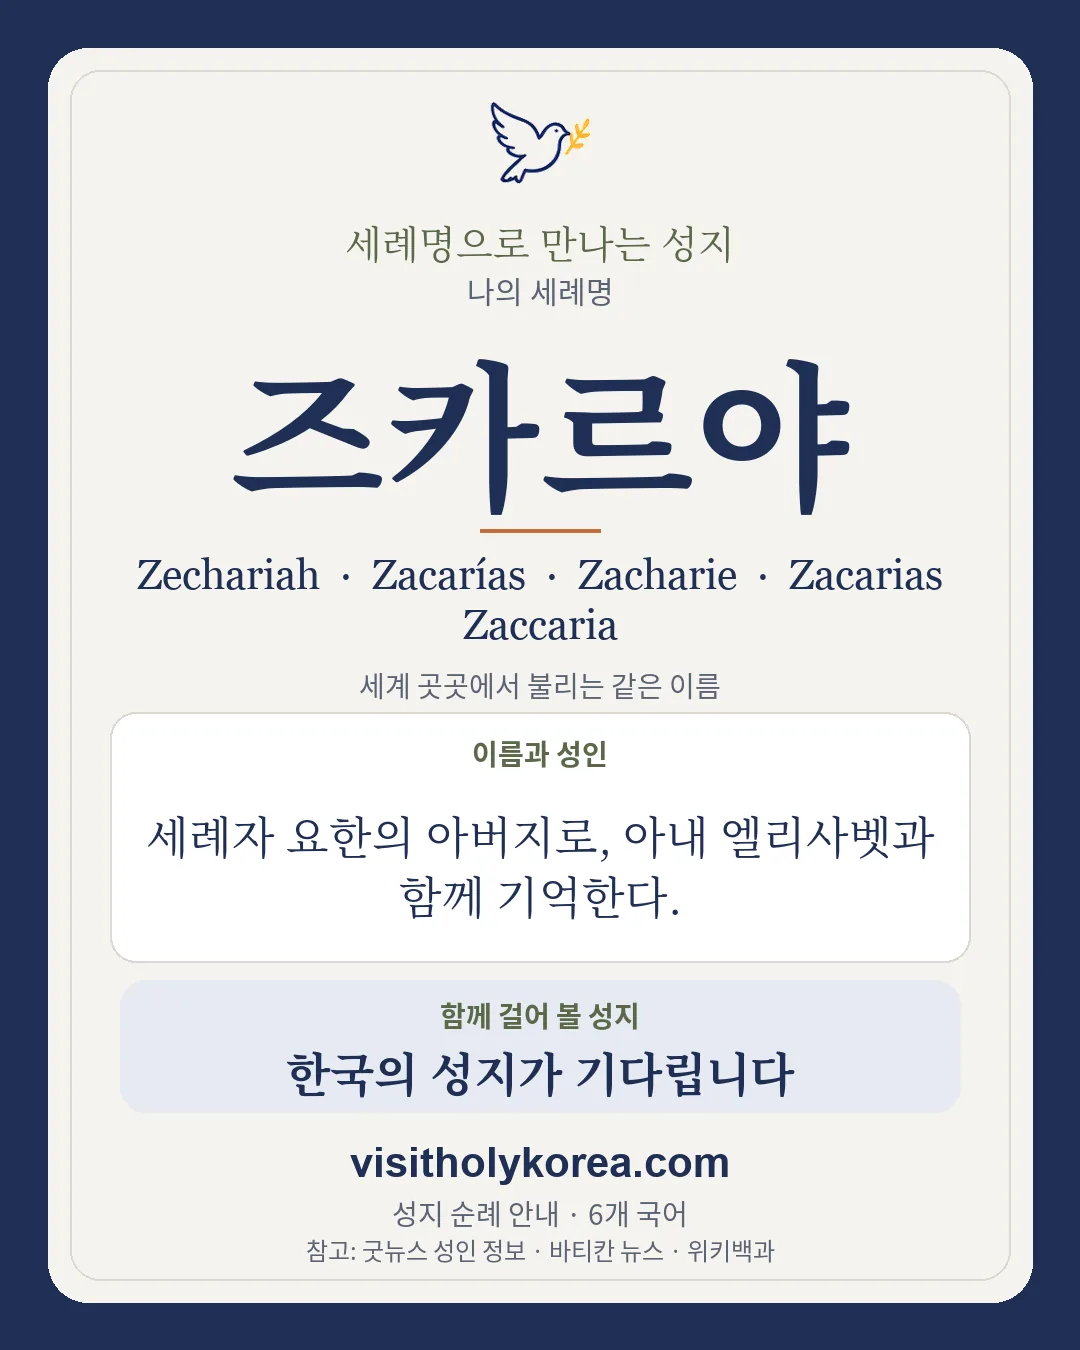 세례명으로 만나는 성지
나의 세례명
즈카르야
Zechariah · Zacarías · Zacharie · Zacarias
Zaccaria
세계 곳곳에서 불리는 같은 이름
이름과 성인
세례자 요한의 아버지로, 아내 엘리사벳과
함께 기억한다.
함께 걸어 볼 성지
한국의 성지가 기다립니다
visitholykorea.com
성지 순례 안내 · 6개 국어
참고: 굿뉴스 성인 정보 · 바티칸 뉴스 · 위키백과